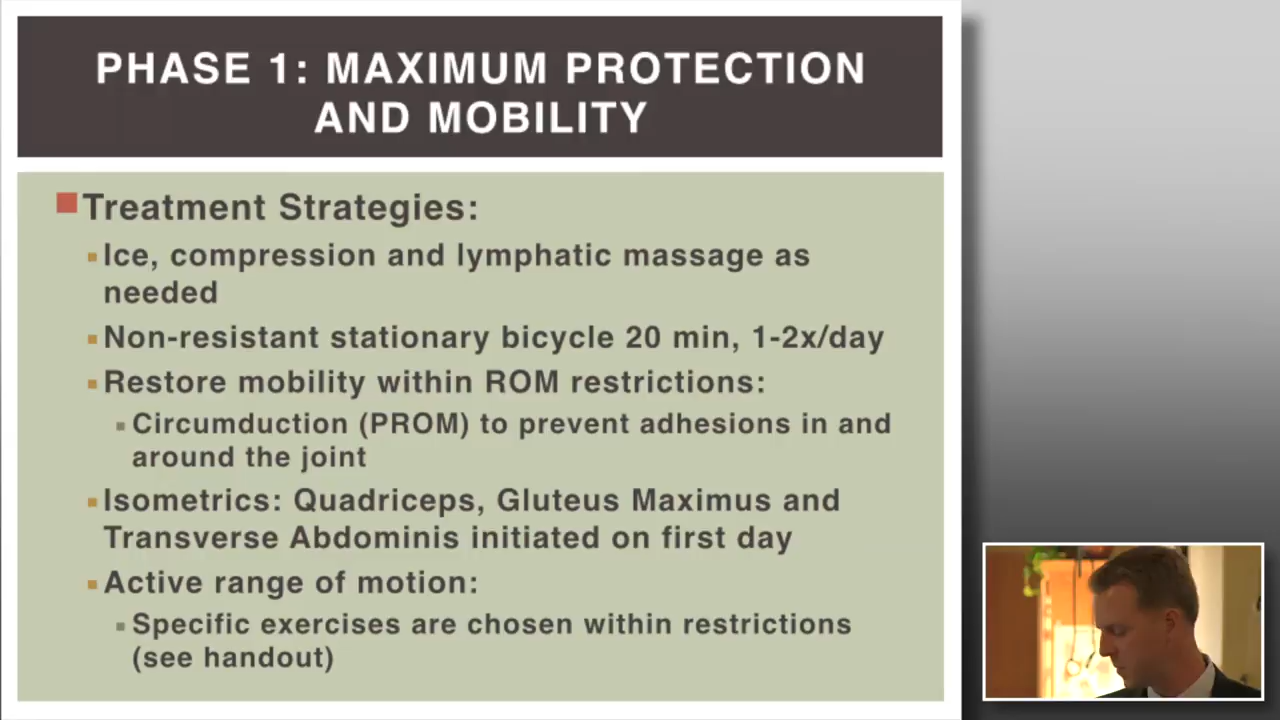 PHASE 1: MAXIMUM PROTECTION
AND MOBILITY
Treatment Strategies:
Ice, compression and lymphatic massage as
needed
Non-resistant stationary bicycle 20 min, 1-2x/day
Restore mobility within ROM restrictions:
Circumduction (PROM) to prevent adhesions in and
around the joint
Isometrics: Quadriceps, Gluteus Maximus and
Transverse Abdominis initiated on first day
Active range of motion:
Specific exercises are chosen within restrictions
(see handout)